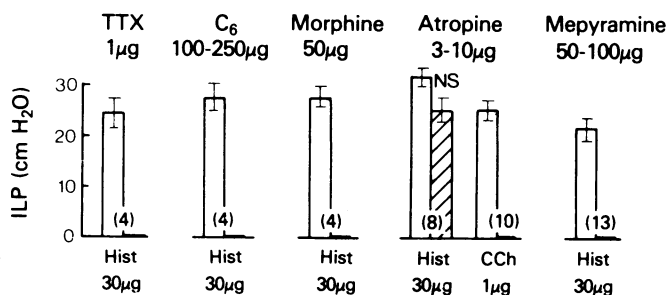 TTX C₆ Morphine Atropine Mepyramine
1µg 100-250µg 50µg 3-10µg 50-100µg
ILP (cm H₂O)
30
20
10
0
NS
(4) (4) (4) (8) (10) (13)
Hist Hist Hist Hist CCh Hist
30µg 30µg 30µg 30µg 1µg 30µg